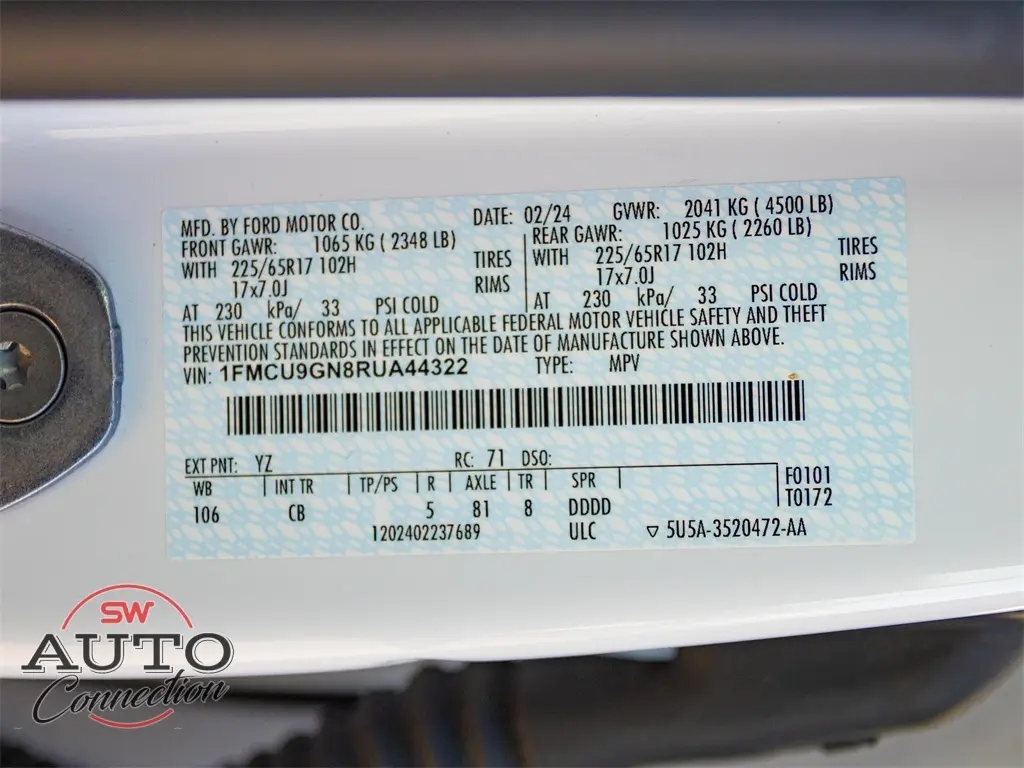 MFD. BY FORD MOTOR CO. DATE: 02/24 GVWR: 2041 KG ( 4500 LB)
FRONT GAWR: 1065 KG ( 2348 LB) REAR GAWR: 1025 KG ( 2260 LB)
WITH 225/65R17 102H TIRES WITH 225/65R17 102H TIRES
17x7.0J RIMS 17x7.0J RIMS
AT 230 kPa/ 33 PSI COLD AT 230 kPa/ 33 PSI COLD
THIS VEHICLE CONFORMS TO ALL APPLICABLE FEDERAL MOTOR VEHICLE SAFETY AND THEFT
PREVENTION STANDARDS IN EFFECT ON THE DATE OF MANUFACTURE SHOWN ABOVE.
VIN: 1FMCU9GN8RUA44322 TYPE: MPV
EXT PNT: YZ RC: 71 DSO:
WB INT TR TP/PS R AXLE TR SPR F0101
106 CB 5 81 8 DDDD T0172
1202402237689 ULC ▽ 5U5A-3520472-AA
SW
AUTO
Connection